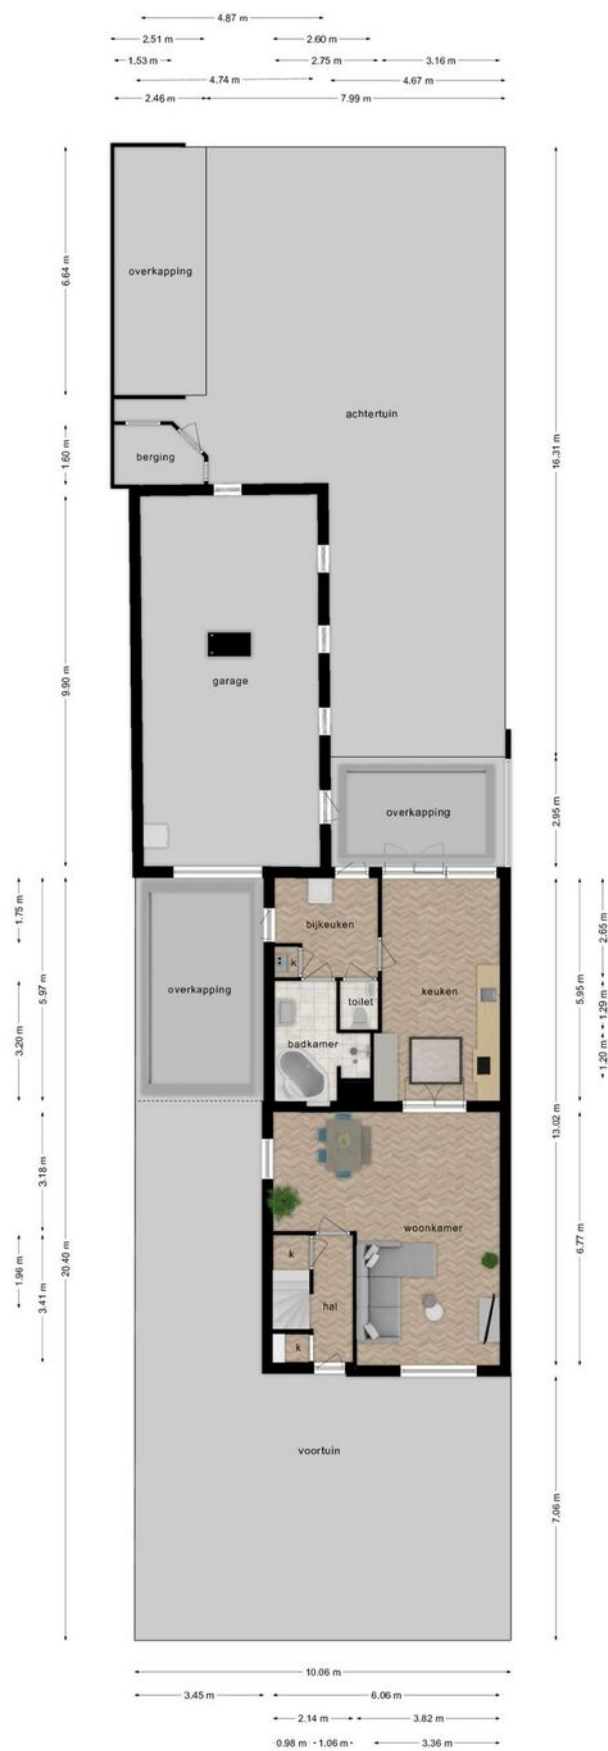 4.87 m
2.51 m 2.60 m
1.53 m 2.75 m 3.16 m
4.74 m 4.67 m
2.46 m 7.99 m
overkapping
6.64 m
achtertuin
16.31 m
berging
1.60 m
garage
9.90 m
overkapping
2.95 m
1.75 m
bijkeuken
2.65 m
k
5.97 m
overkapping
toilet
keuken
5.95 m
1.29 m
3.20 m
badkamer
1.20 m
13.02 m
3.18 m
woonkamer
6.77 m
k
1.96 m
20.40 m
3.41 m
hal
k
voortuin
7.06 m
10.06 m
3.45 m 6.06 m
2.14 m 3.82 m
0.98 m 1.06 m 3.36 m